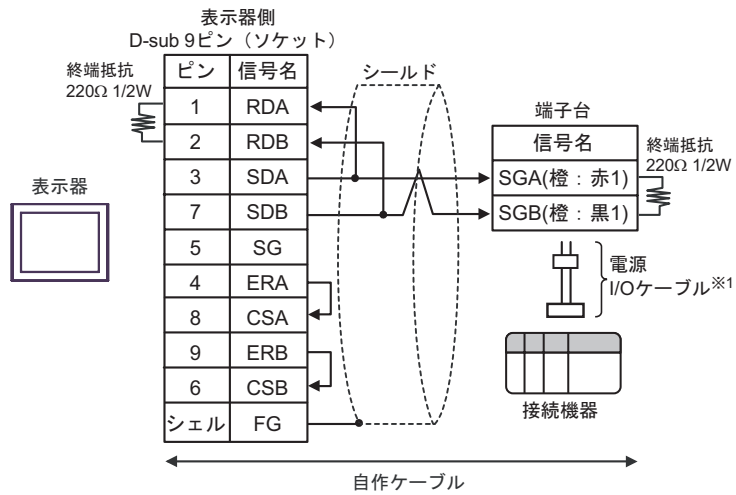 表示器側
D-sub 9ピン（ソケット）
終端抵抗
220Ω 1/2W
ピン 信号名
1 RDA
2 RDB
3 SDA
7 SDB
5 SG
4 ERA
8 CSA
9 ERB
6 CSB
シェル FG
表示器
シールド
端子台
信号名
SGA(橙：赤1)
SGB(橙：黒1)
終端抵抗
220Ω 1/2W
電源
I/Oケーブル※1
接続機器
自作ケーブル